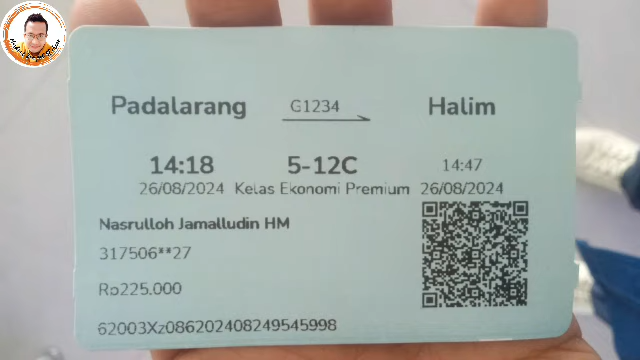 Padalarang G1234 Halim
14:18 5-12C 14:47
26/08/2024 Kelas Ekonomi Premium 26/08/2024
Nasrulloh Jamalludin HM
317506**27
Rp225.000
62003Xz086202408249545998